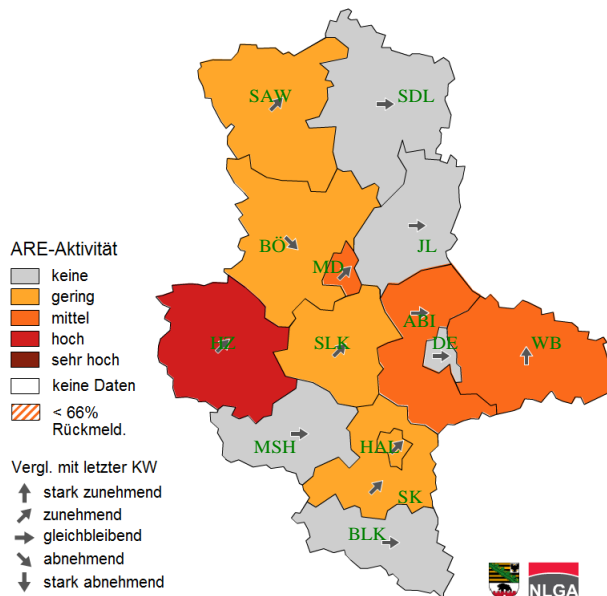 SAW
SDL
BÖ
MD
JL
HZ
SLK
ABI
DE
WB
MSH
HAL
SK
BLK
ARE-Aktivität
keine
gering
mittel
hoch
sehr hoch
keine Daten
< 66%
Rückmeld.
Vergl. mit letzter KW
stark zunehmend
zunehmend
gleichbleibend
abnehmend
stark abnehmend
NLGA